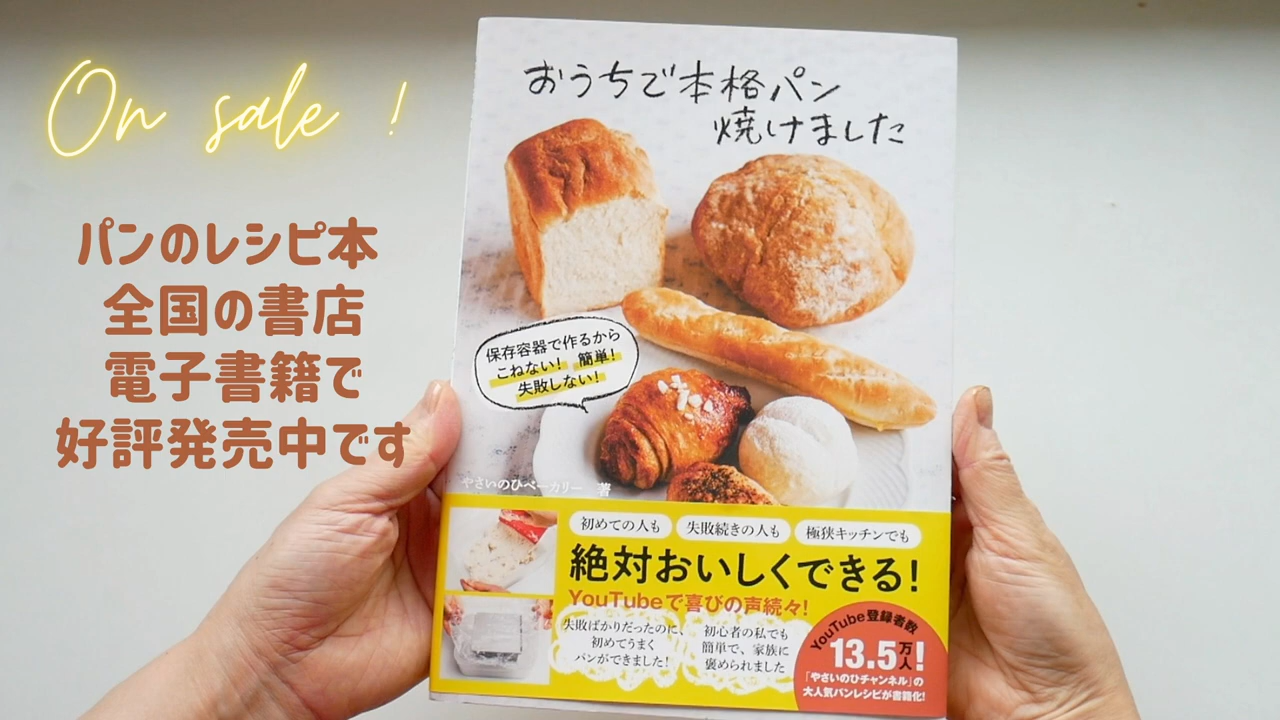 On sale !
パンのレシピ本
全国の書店
電子書籍で
好評発売中です
おうちで本格パン
焼けました
保存容器で作るから
こねない! 簡単!
失敗しない!
やさいのひベーカリー 著
初めての人も 失敗続きの人も 極狭キッチンでも
絶対おいしくできる!
YouTubeで喜びの声続々!
失敗ばかりだったのに、
初めてうまく
パンができました!
初心者の私でも
簡単で、家族に
褒められました
YouTube登録者数
13.5万人!
「やさいのひチャンネル」の
大人気パンレシピが書籍化!